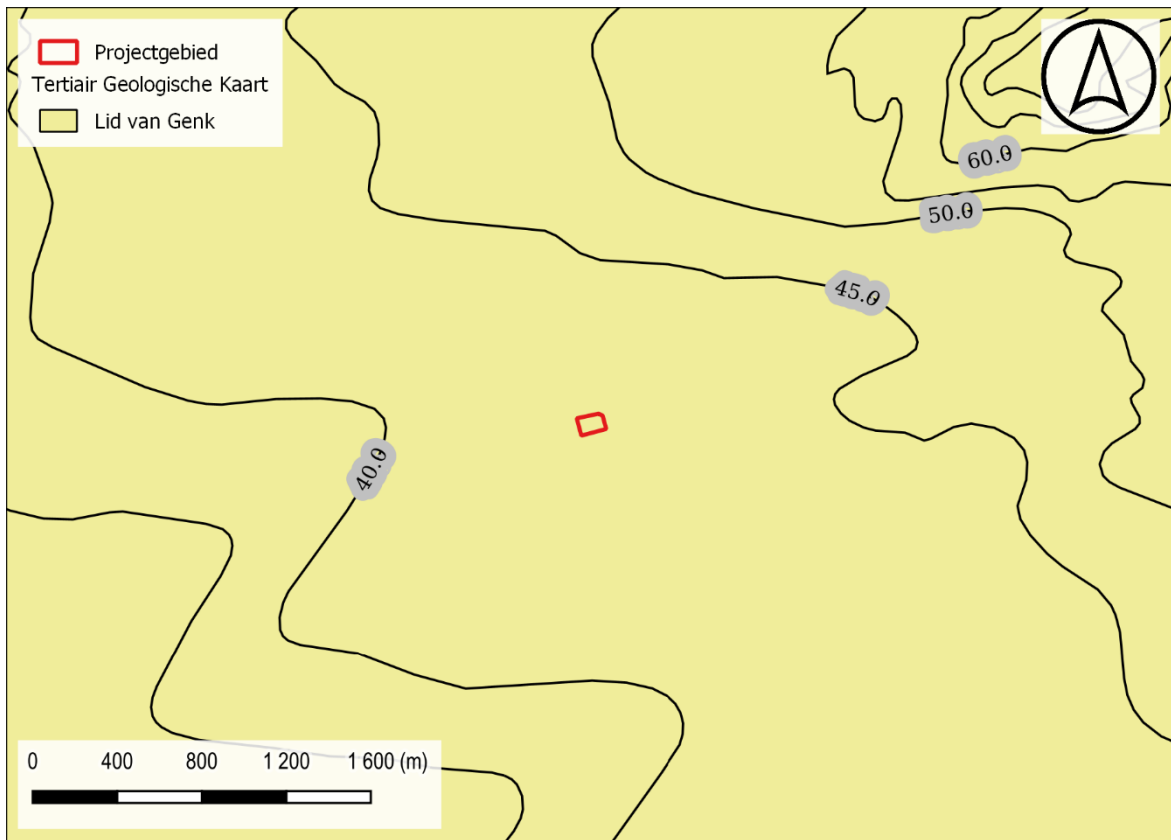 Projectgebied
Tertiair Geologische Kaart
Lid van Genk
60.0
50.0
45.0
40.0
0 400 800 1 200 1 600 (m)